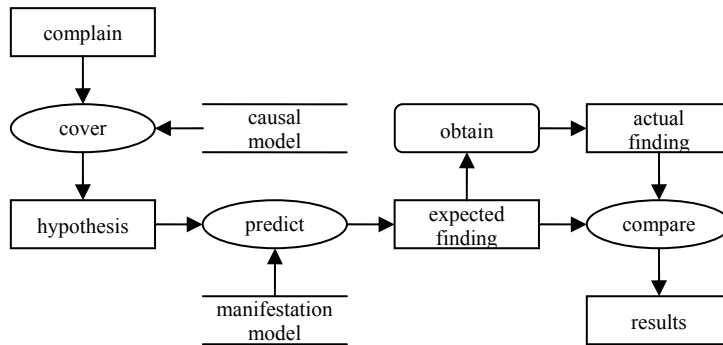 complain
cover
causal
model
obtain
actual
finding
hypothesis
predict
expected
finding
compare
manifestation
model
results